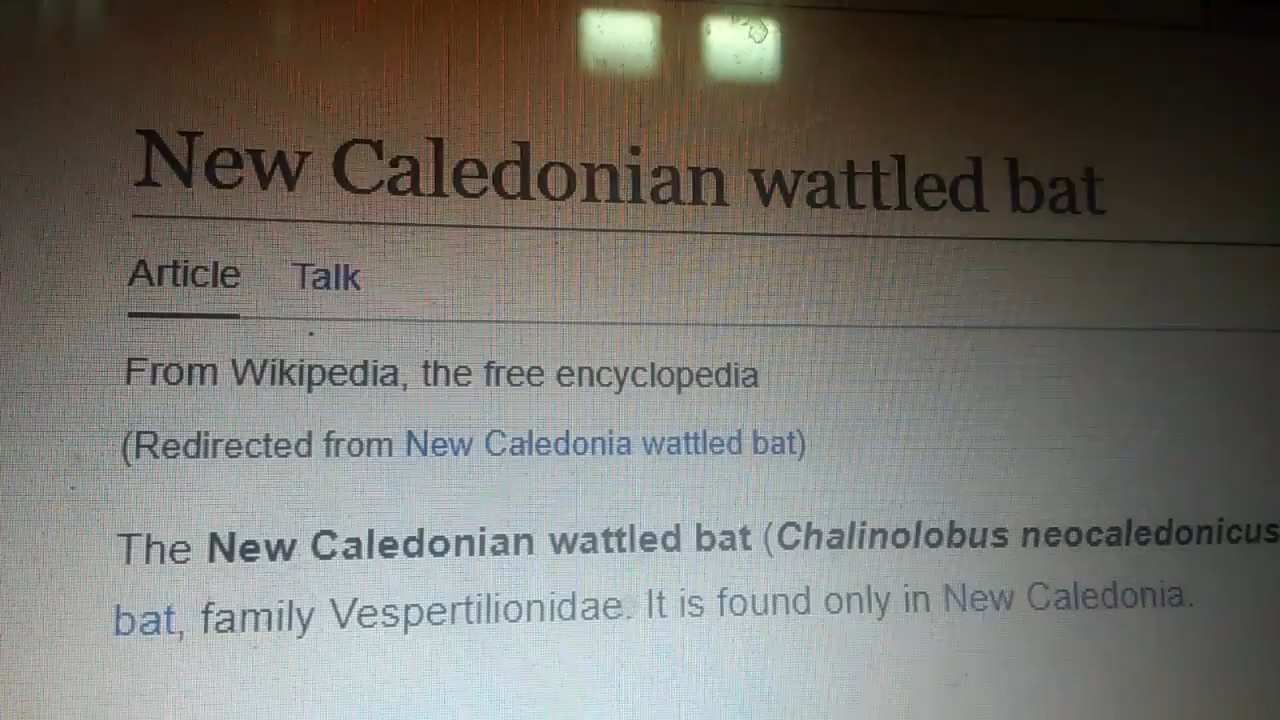 New Caledonian wattled bat
Article Talk
From Wikipedia, the free encyclopedia
(Redirected from New Caledonia wattled bat)
The New Caledonian wattled bat (Chalinolobus neocaledonicus
bat, family Vespertilionidae. It is found only in New Caledonia.